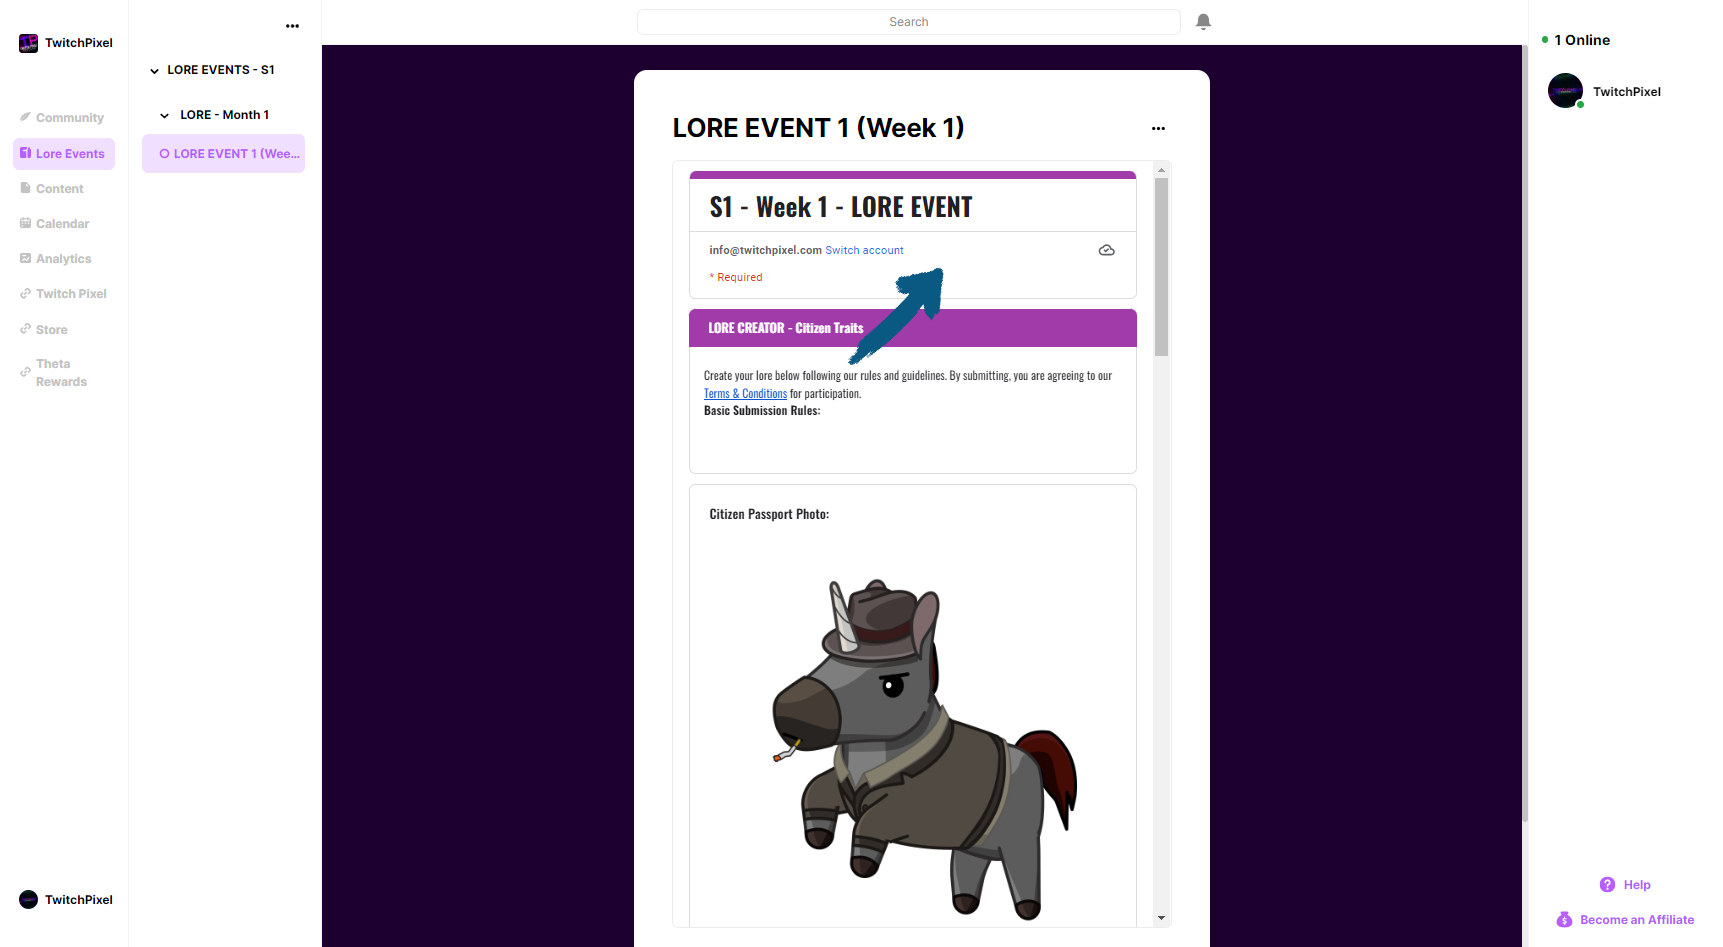 TwitchPixel
Community
Lore Events
Content
Calendar
Analytics
Twitch Pixel
Store
Theta
Rewards
TwitchPixel
LORE EVENTS - S1
LORE - Month 1
LORE EVENT 1 (Wee...
Search
LORE EVENT 1 (Week 1)
S1 - Week 1 - LORE EVENT
info@twitchpixel.com Switch account
* Required
LORE CREATOR - Citizen Traits
Create your lore below following our rules and guidelines. By submitting, you are agreeing to our
Terms & Conditions for participation.
Basic Submission Rules:
Citizen Passport Photo:
1 Online
TwitchPixel
Help
Become an Affiliate